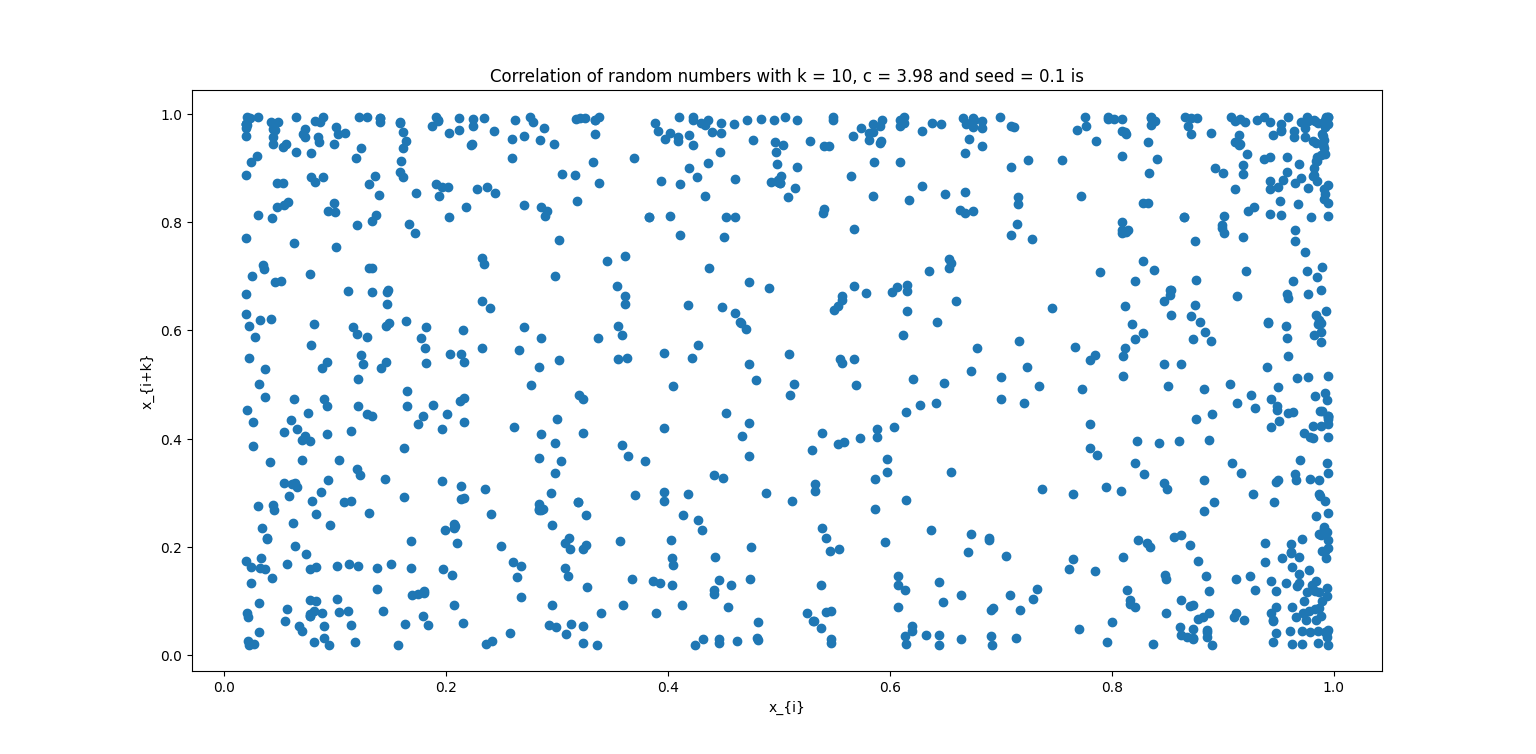 Correlation of random numbers with k = 10, c = 3.98 and seed = 0.1 is
1.0
0.8
0.6
0.4
0.2
0.0
x_{i+k}
0.0 0.2 0.4 0.6 0.8 1.0
x_{i}